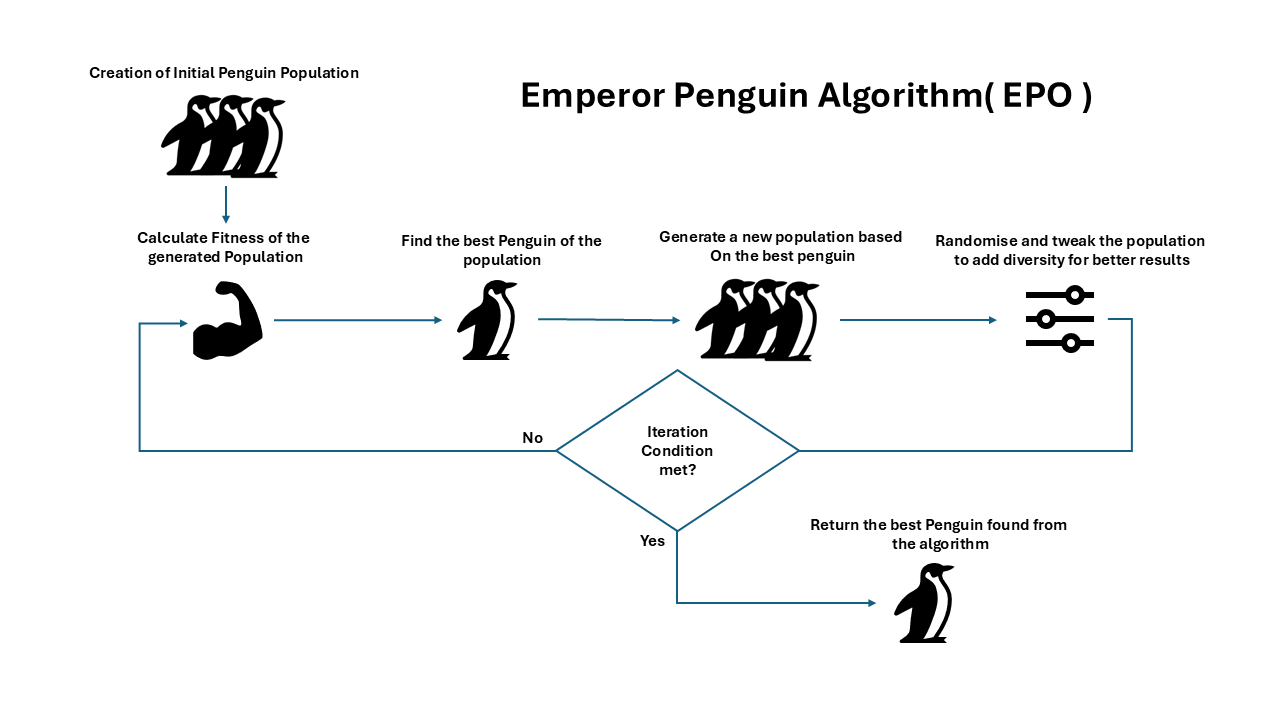 Creation of Initial Penguin Population
Emperor Penguin Algorithm( EPO )
Calculate Fitness of the
generated Population
Find the best Penguin of the
population
Generate a new population based
On the best penguin
Randomise and tweak the population
to add diversity for better results
No
Iteration
Condition
met?
Yes
Return the best Penguin found from
the algorithm